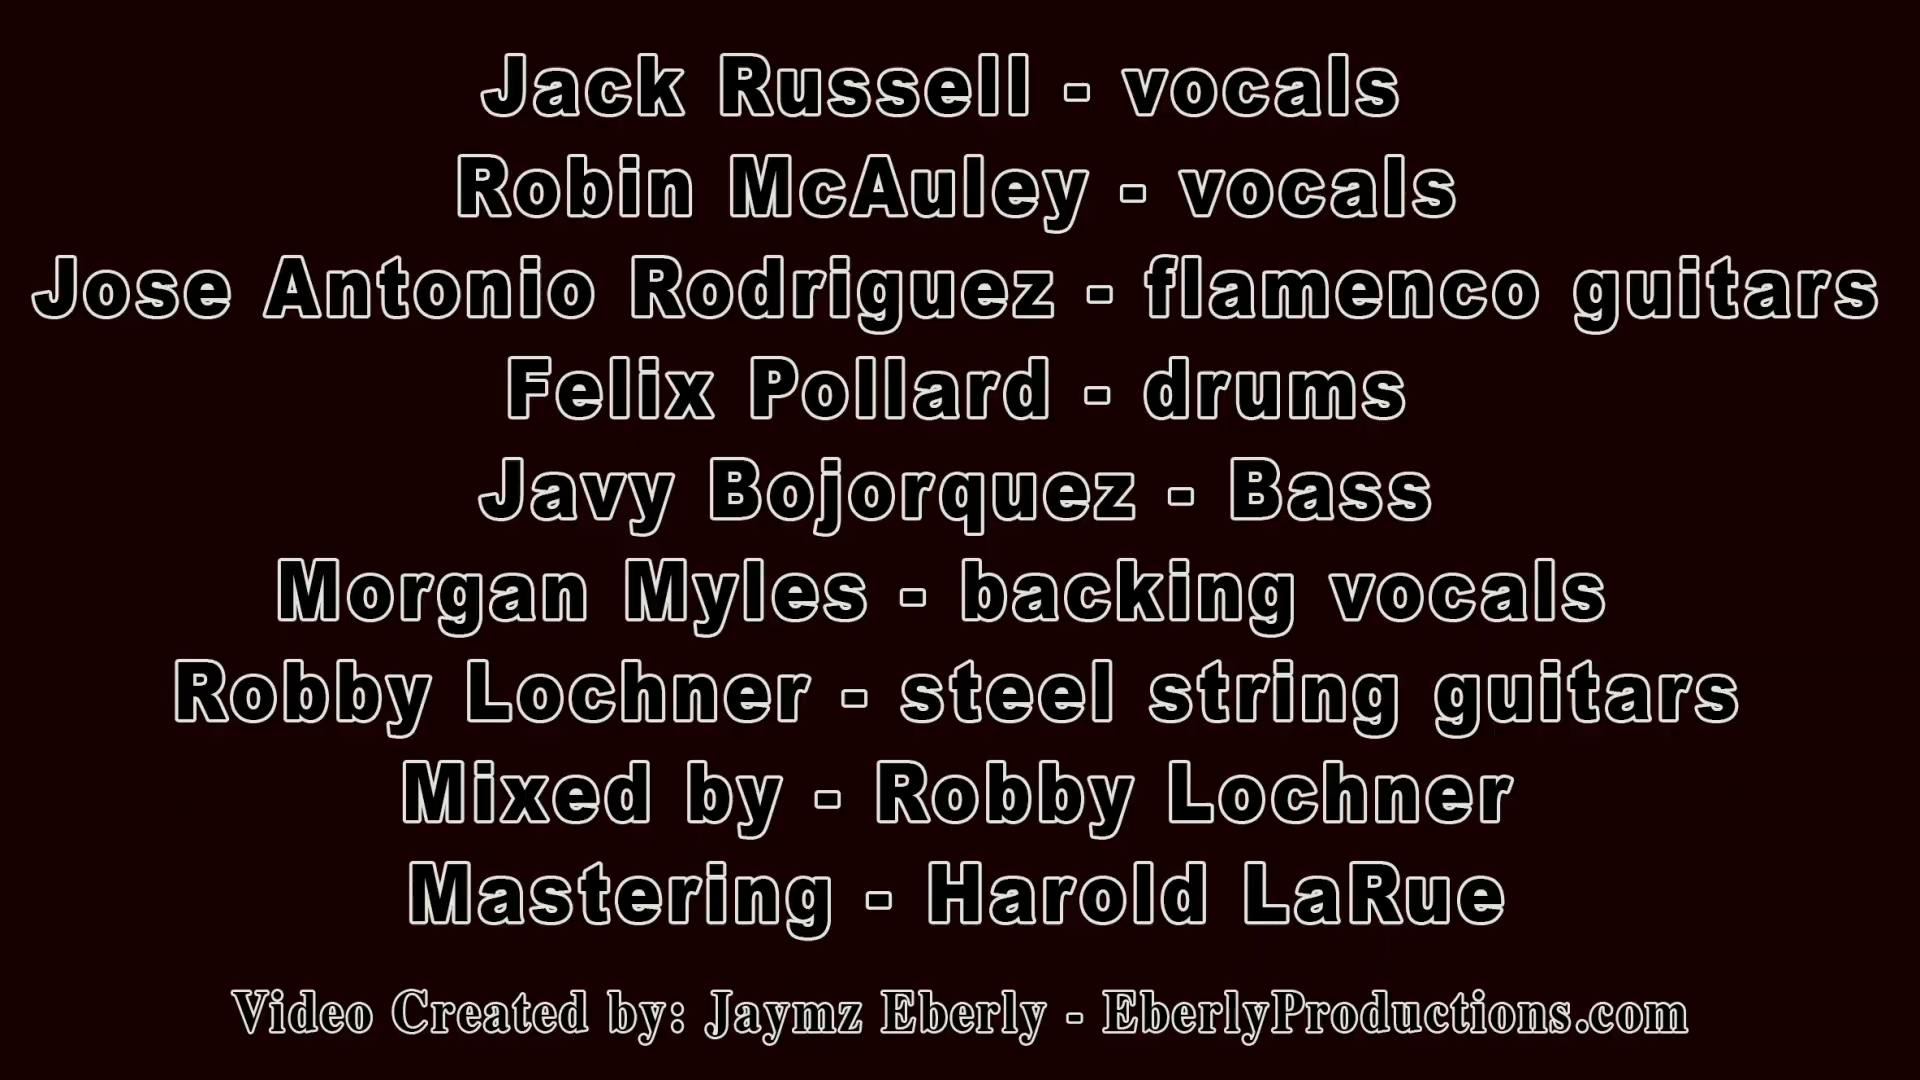 Jack Russell - vocals
Robin McAuley - vocals
Jose Antonio Rodriguez - flamenco guitars
Felix Pollard - drums
Javy Bojorquez - Bass
Morgan Myles - backing vocals
Robby Lochner - steel string guitars
Mixed by - Robby Lochner
Mastering - Harold LaRue
Video Created by: Jaymz Eberly - EberlyProductions.com